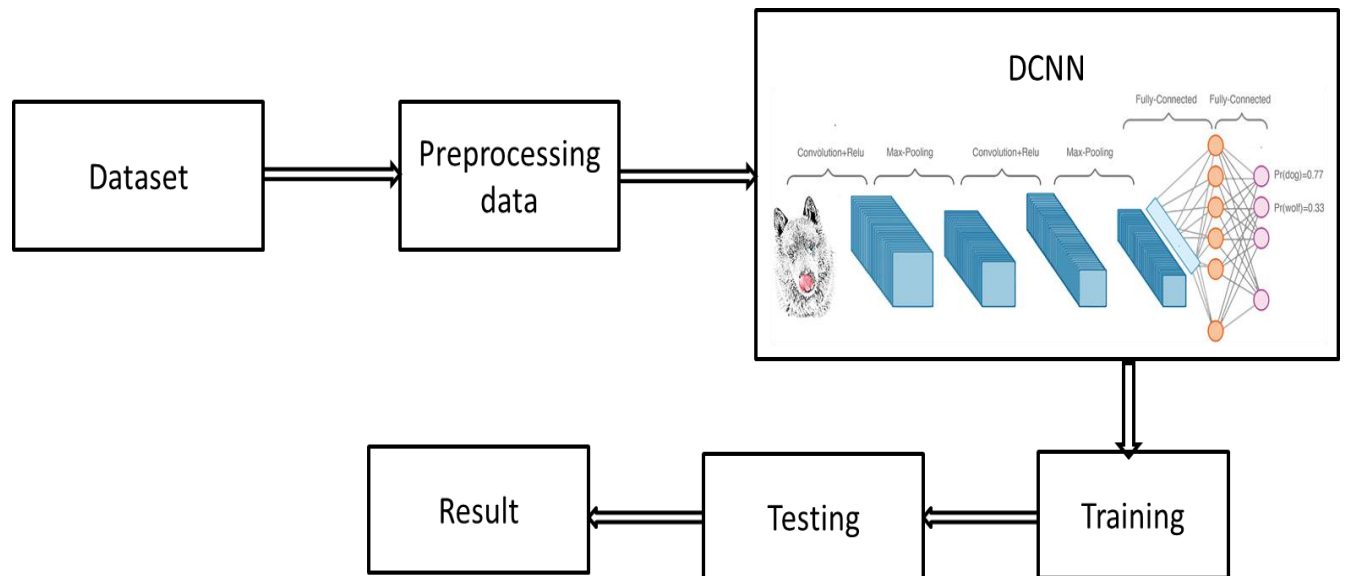 DCNN
Fully-Connected
Fully-Connected
Convolution+Relu
Max-Pooling
Convolution+Relu
Max-Pooling
Dataset
Preprocessing
data
Pr(dog)=0.77
Pr(wolf)=0.33
Result
Testing
Training